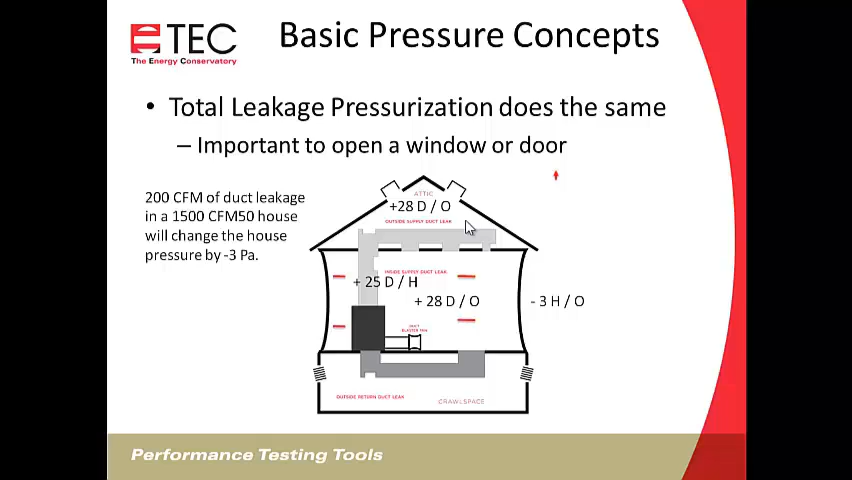 TEC
The Energy Conservatory
Basic Pressure Concepts
• Total Leakage Pressurization does the same
– Important to open a window or door
200 CFM of duct leakage
in a 1500 CFM50 house
will change the house
pressure by -3 Pa.
ATTIC
+28 D / O
OUTSIDE SUPPLY DUCT LEAK
INSIDE SUPPLY DUCT LEAK
+ 25 D / H
+ 28 D / O
- 3 H / O
DUCT
BLASTER FAN
OUTSIDE RETURN DUCT LEAK
CRAWLSPACE
Performance Testing Tools